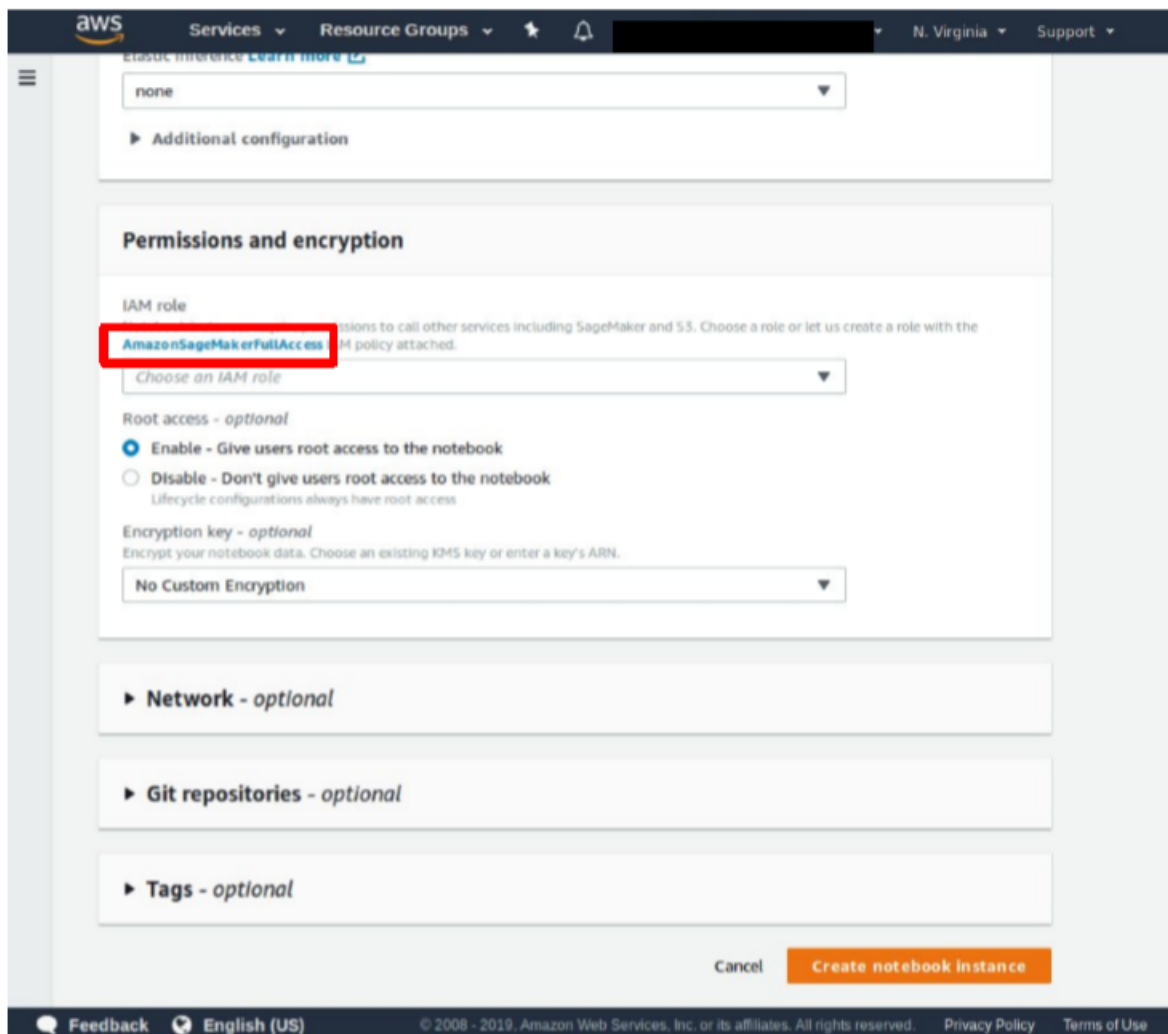 aws Services Resource Groups N. Virginia Support
Elastic Inference Learn more
none
Additional configuration
Permissions and encryption
IAM role
ssions to call other services including SageMaker and S3. Choose a role or let us create a role with the
AmazonSageMakerFullAccess M policy attached.
Choose an IAM role
Root access - optional
Enable - Give users root access to the notebook
Disable - Don't give users root access to the notebook
Lifecycle configurations always have root access
Encryption key - optional
Encrypt your notebook data. Choose an existing KMS key or enter a key's ARN.
No Custom Encryption
Network - optional
Git repositories - optional
Tags - optional
Cancel Create notebook instance
Feedback English (US) © 2008 - 2019, Amazon Web Services, Inc. or its affiliates. All rights reserved. Privacy Policy Terms of Use